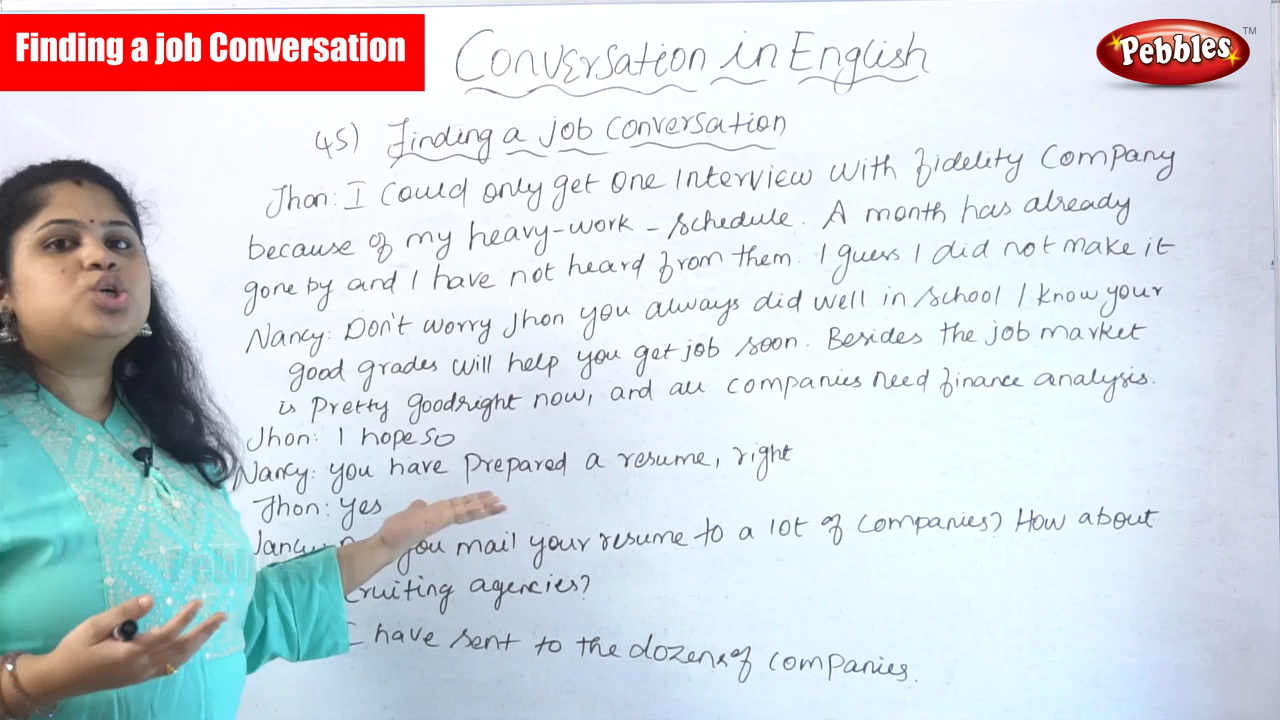 Finding a job Conversation
Conversation in English
Pebbles TM
45) Finding a job conversation
Jhon: I could only get one interview with fidelity company
because of my heavy-work-schedule. A month has already
gone by and I have not heard from them. I guess I did not make it
Nancy: Don't worry Jhon you always did well in school I know your
good grades will help you get job soon. Besides the job market
is pretty goodright now, and all companies need finance analysis.
Jhon: I hope so
Nancy: you have prepared a resume, right
Jhon: Yes
you mail your resume to a lot of companies? How about
cruiting agencies?
I have sent to the dozens of companies.